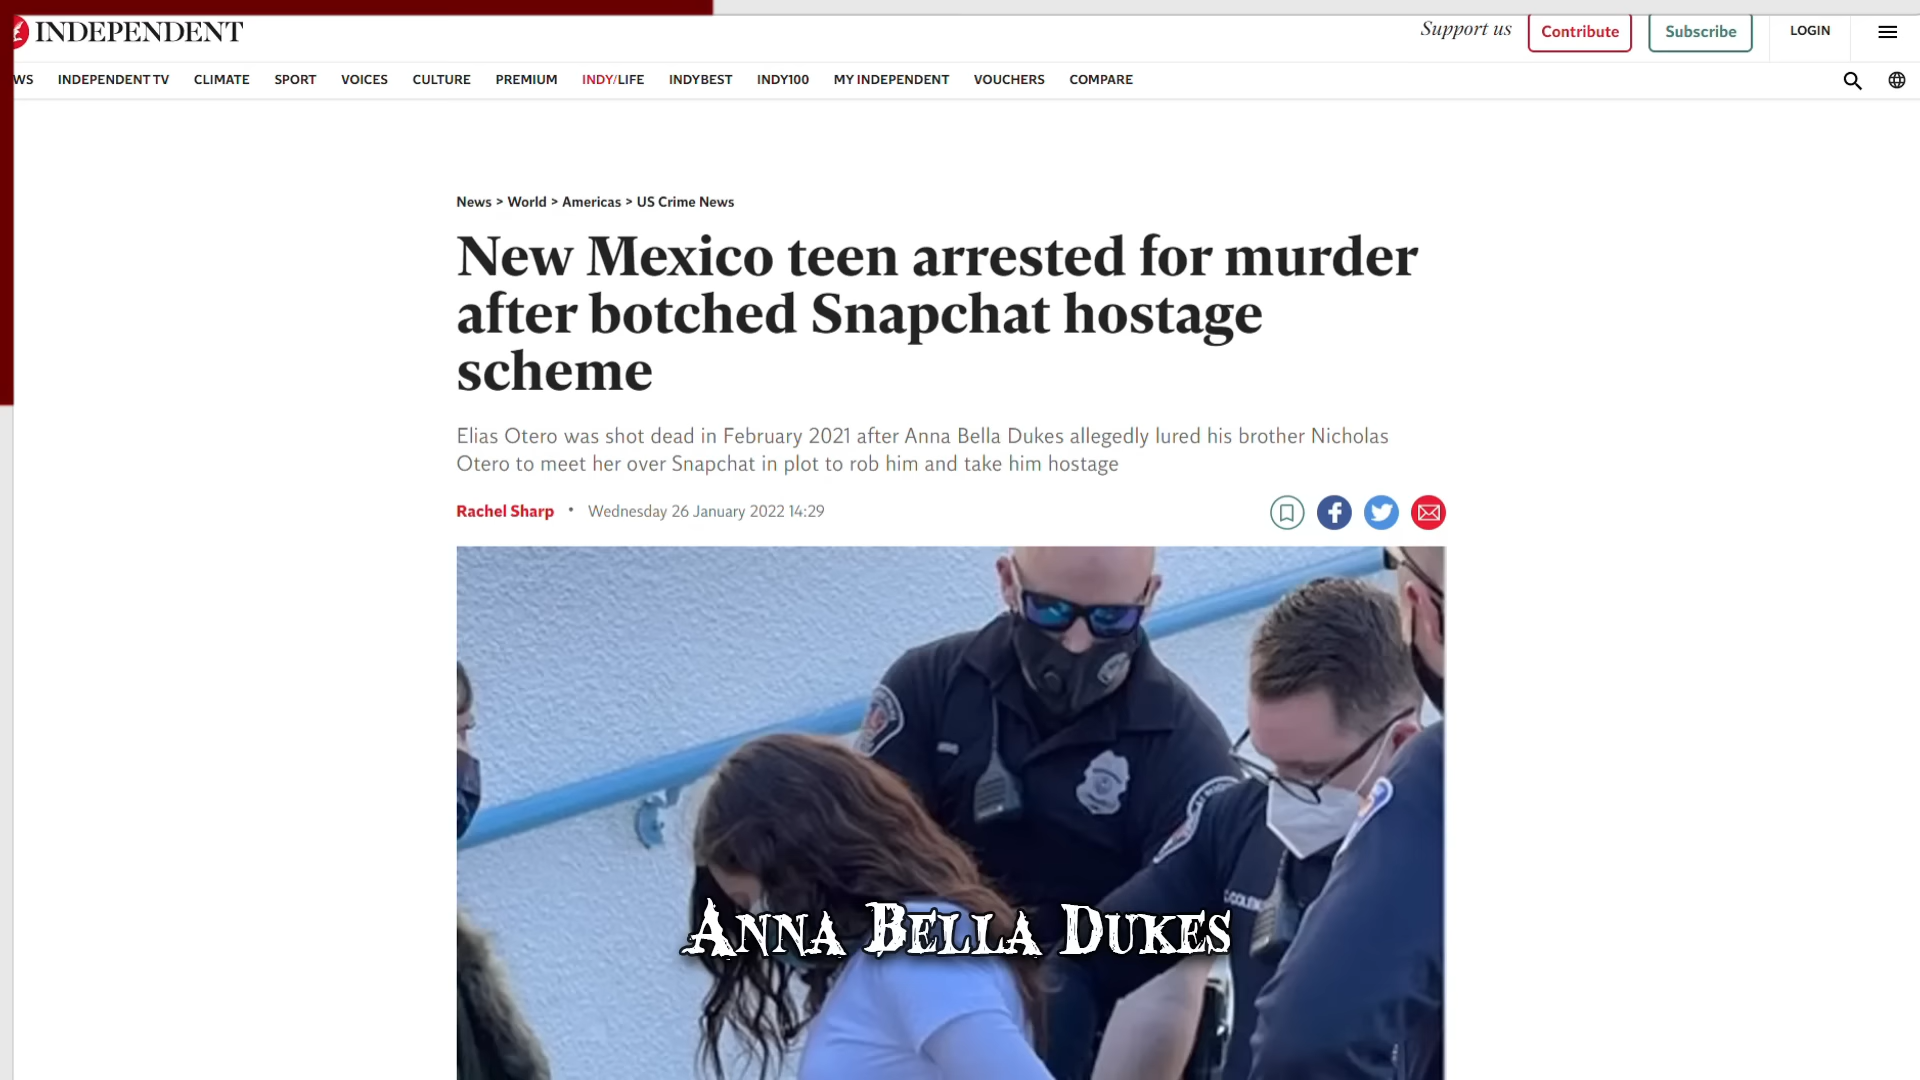 INDEPENDENT
Support us
Contribute
Subscribe
LOGIN
WS INDEPENDENT TV CLIMATE SPORT VOICES CULTURE PREMIUM INDY/LIFE INDYBEST INDY100 MY INDEPENDENT VOUCHERS COMPARE
News > World > Americas > US Crime News
New Mexico teen arrested for murder
after botched Snapchat hostage
scheme
Elias Otero was shot dead in February 2021 after Anna Bella Dukes allegedly lured his brother Nicholas
Otero to meet her over Snapchat in plot to rob him and take him hostage
Rachel Sharp • Wednesday 26 January 2022 14:29
ANNA BELLA DUKES